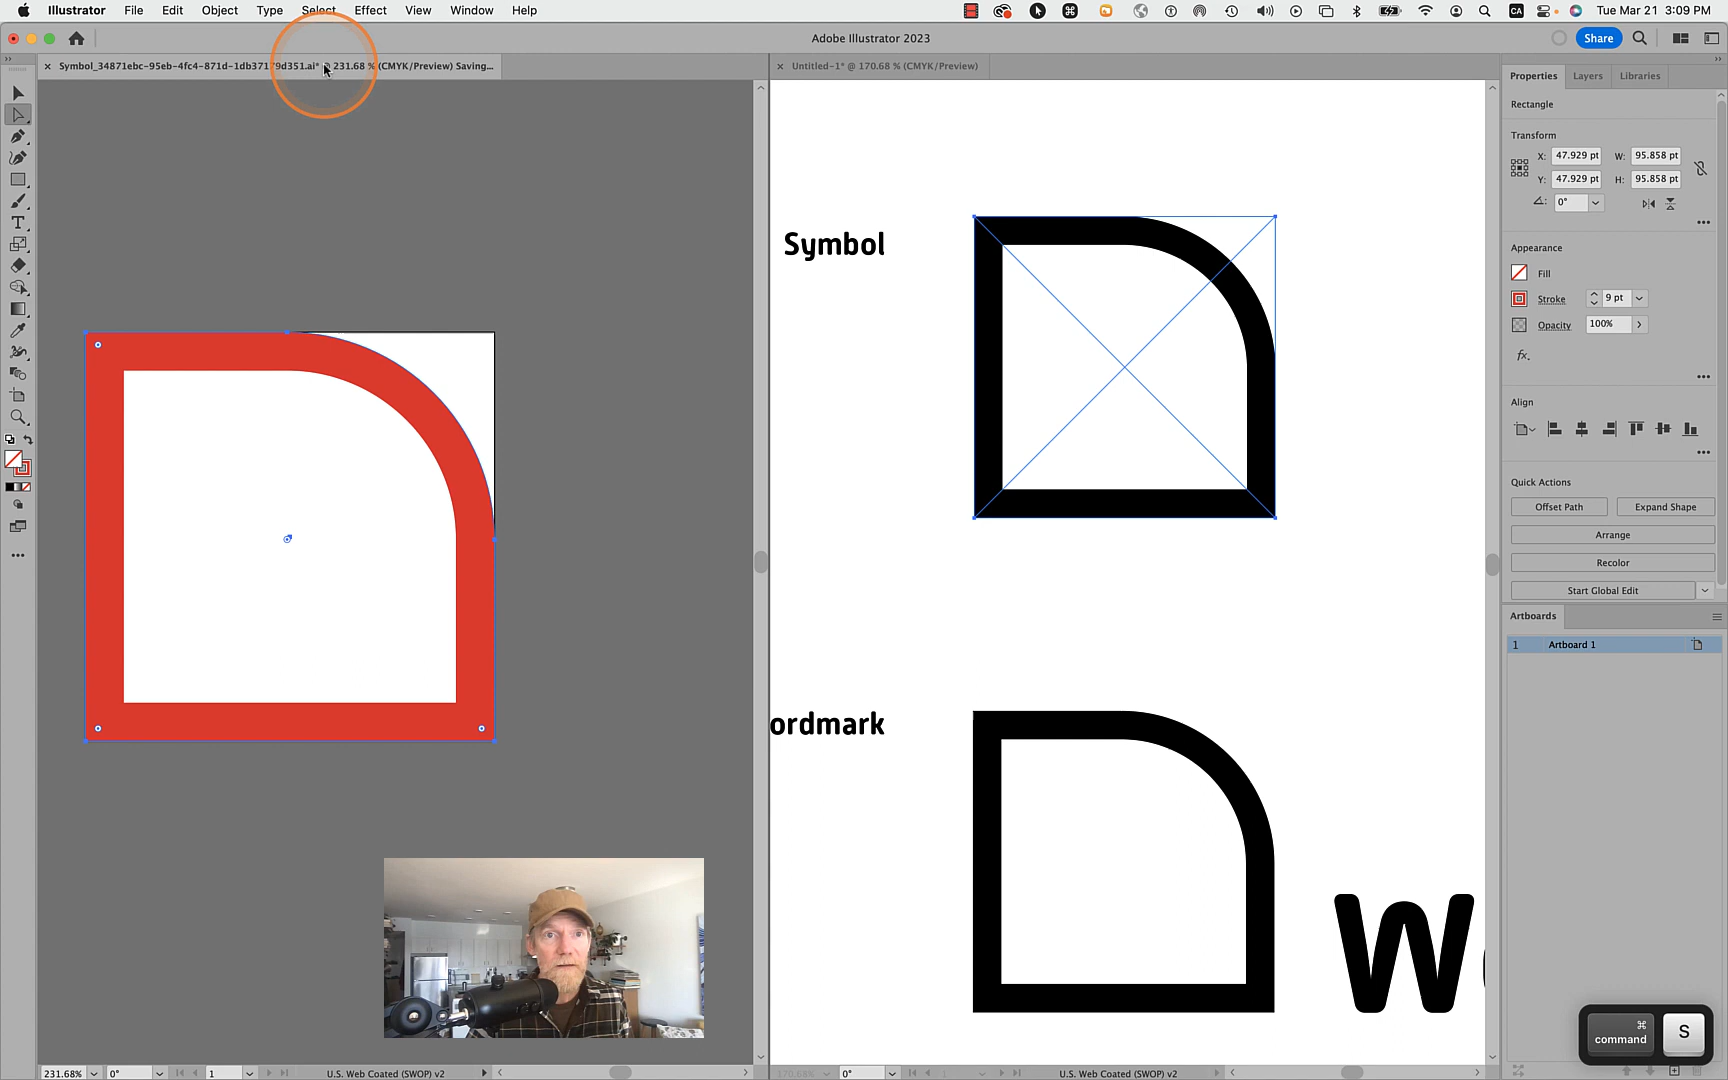 Illustrator File Edit Object Type Select Effect View Window Help
CA
Tue Mar 21 3:09 PM
Adobe Illustrator 2023
Share
Symbol_34871ebc-95eb-4fc4-871d-1db37179d351.ai* @ 231.68 % (CMYK/Preview) Saving...
Untitled-1* @ 170.68 % (CMYK/Preview)
Properties Layers Libraries
Rectangle
Transform
X: 47.929 pt W: 95.858 pt
Y: 47.929 pt H: 95.858 pt
0°
Appearance
Fill
Stroke 9 pt
Opacity 100%
fx.
Align
Quick Actions
Offset Path Expand Shape
Arrange
Recolor
Start Global Edit
Artboards
1 Artboard 1
Symbol
ordmark
W
command
S
231.68% 0° 1 U.S. Web Coated (SWOP) v2
170.68% 0° 1 U.S. Web Coated (SWOP) v2